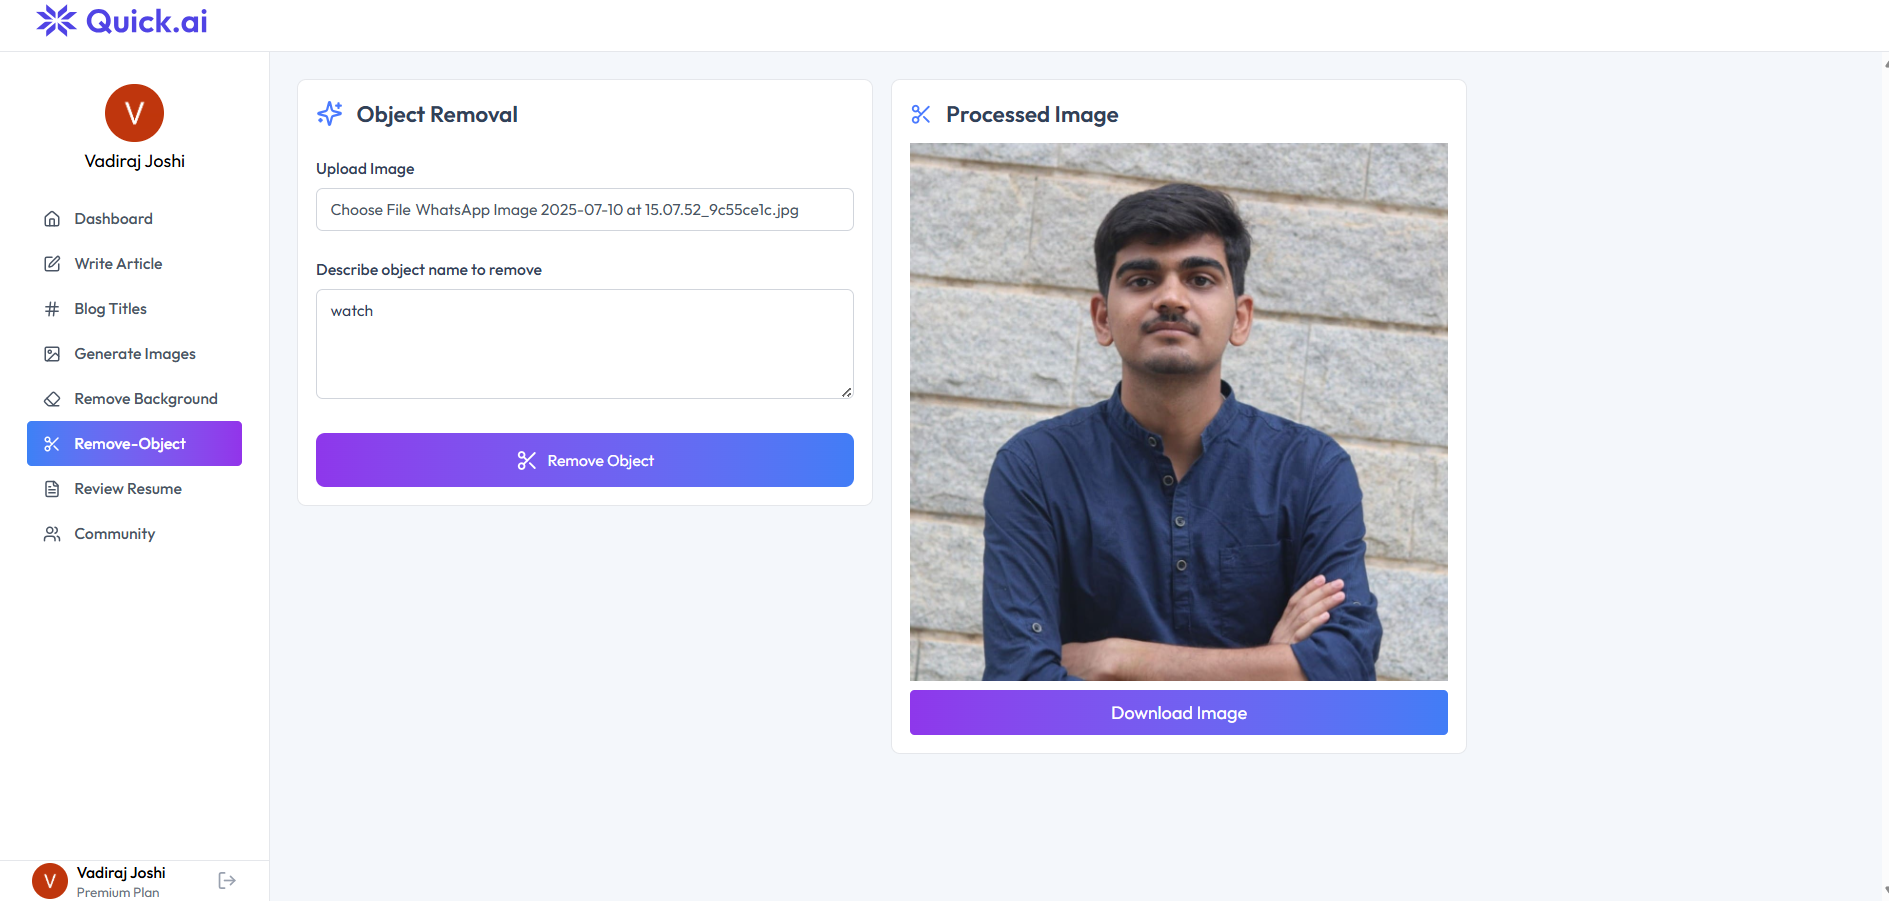 Quick.ai
V
Vadiraj Joshi
Dashboard
Write Article
Blog Titles
Generate Images
Remove Background
Remove-Object
Review Resume
Community
V
Vadiraj Joshi
Premium Plan
Object Removal
Upload Image
Choose File WhatsApp Image 2025-07-10 at 15.07.52_9c55ce1c.jpg
Describe object name to remove
watch
Remove Object
Processed Image
Download Image